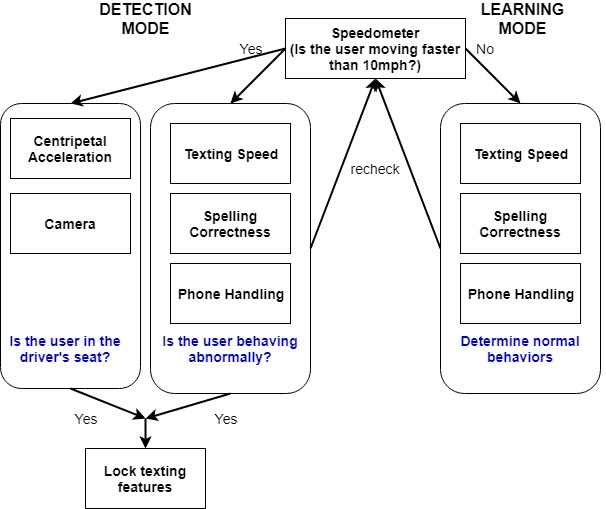 DETECTION
MODE
LEARNING
MODE
Speedometer
(Is the user moving faster
than 10mph?)
Yes
No
Centripetal
Acceleration
Camera
Is the user in the
driver's seat?
Texting Speed
Spelling
Correctness
Phone Handling
Is the user behaving
abnormally?
recheck
Texting Speed
Spelling
Correctness
Phone Handling
Determine normal
behaviors
Yes
Yes
Lock texting
features